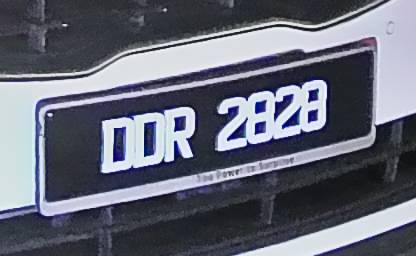 DDR 2828
The Power to Surprise